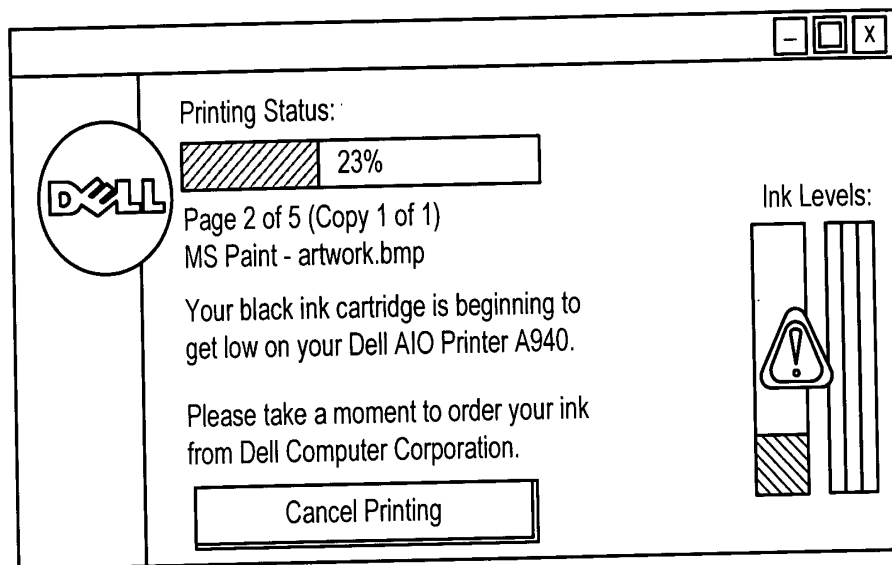 X
Printing Status:
23%
DELL
Page 2 of 5 (Copy 1 of 1)
MS Paint - artwork.bmp
Ink Levels:
Your black ink cartridge is beginning to
get low on your Dell AIO Printer A940.
!
Please take a moment to order your ink
from Dell Computer Corporation.
Cancel Printing